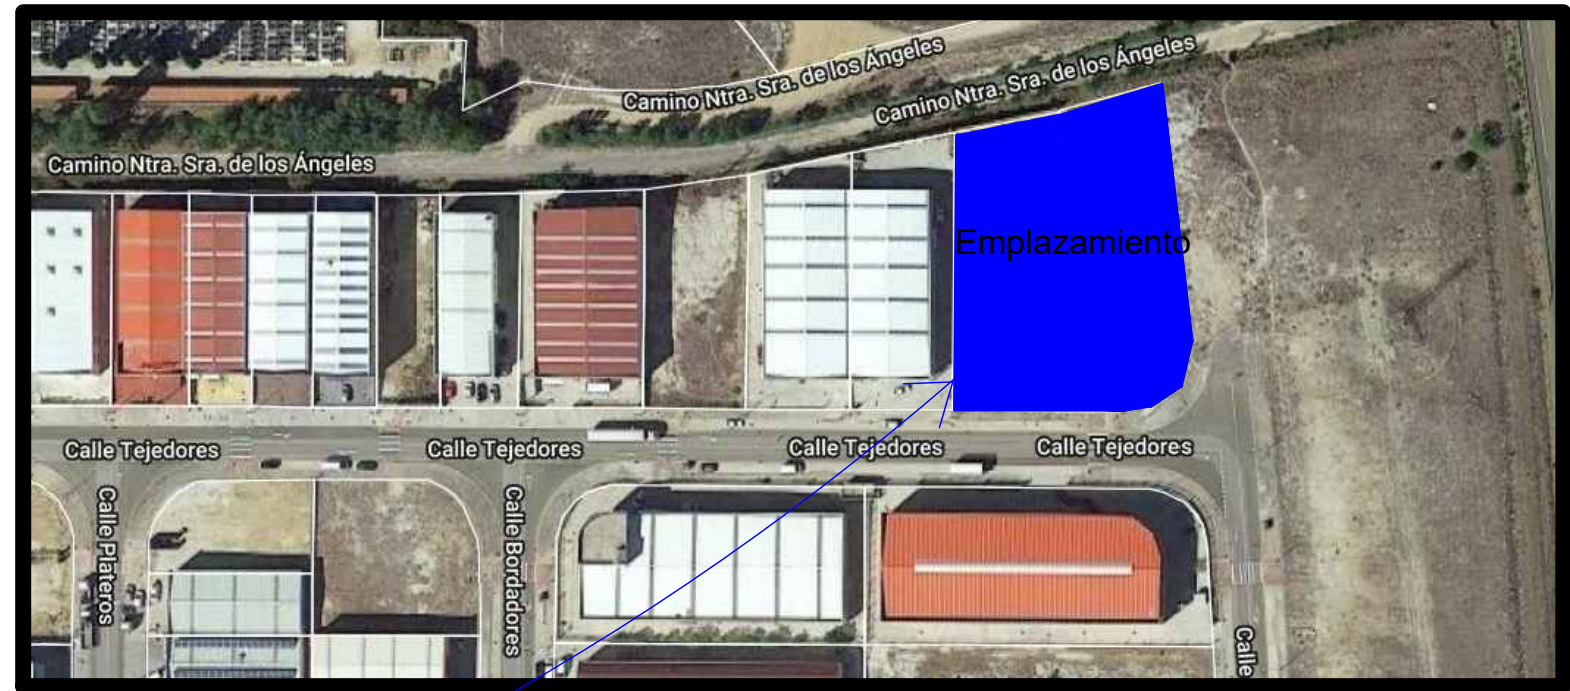 Camino Ntra. Sra. de los Ángeles
Camino Ntra. Sra. de los Ángeles
Camino Ntra. Sra. de los Ángeles
Emplazamiento
Calle Tejedores
Calle Tejedores
Calle Tejedores
Calle Tejedores
Calle Plateros
Calle Bordadores
Calle